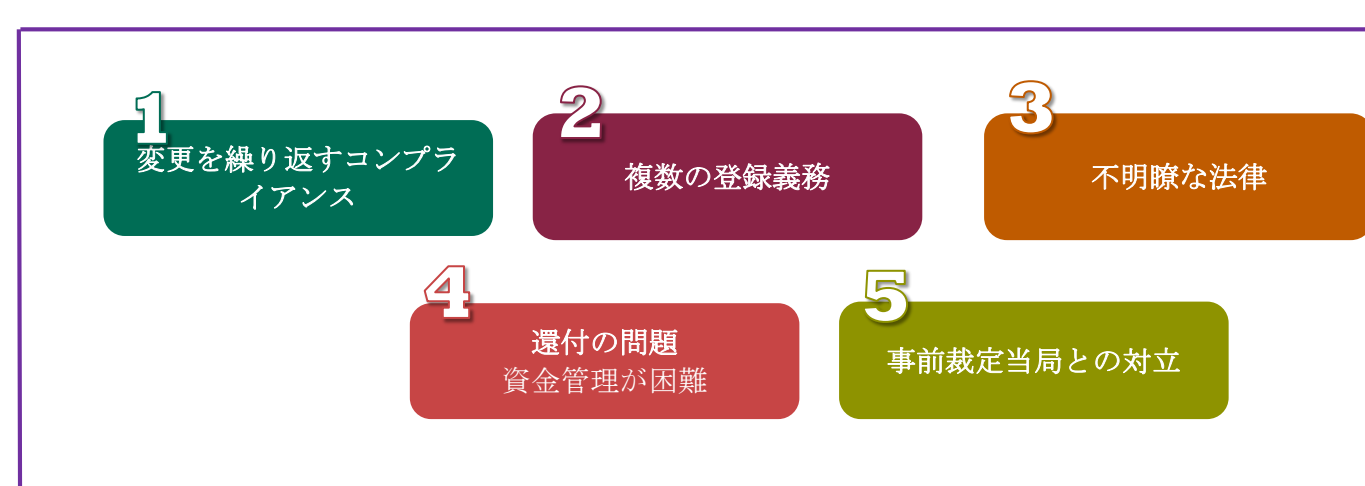 1
変更を繰り返すコンプラ
イアンス
2
複数の登録義務
3
不明瞭な法律
4
還付の問題
資金管理が困難
5
事前裁定当局との対立